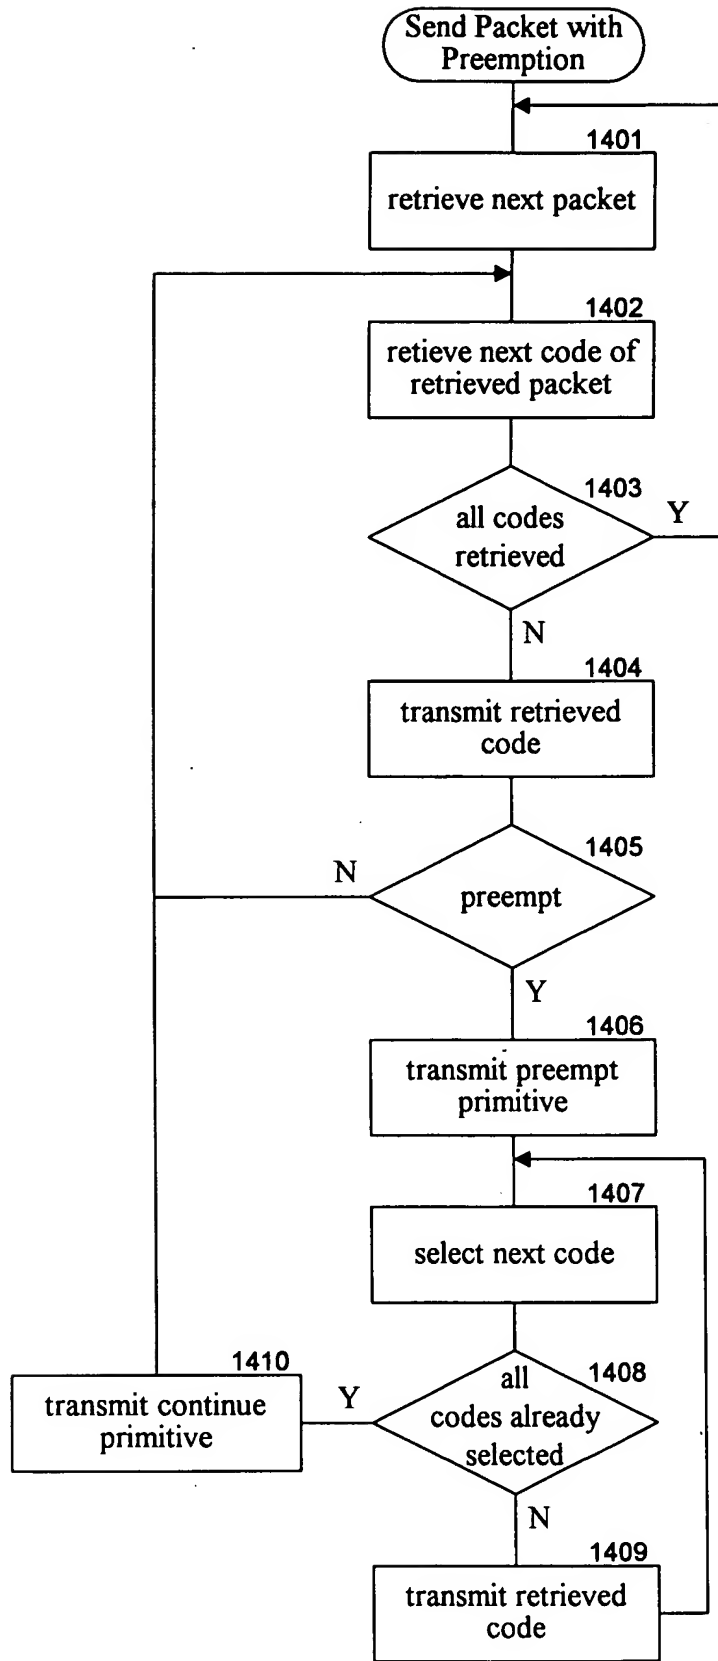 Send Packet with
Preemption
1401
retrieve next packet
1402
retieve next code of
retrieved packet
1403
all codes
retrieved
Y
N
1404
transmit retrieved
code
1405
preempt
N
Y
1406
transmit preempt
primitive
1407
select next code
1408
all
codes already
selected
Y
1410
transmit continue
primitive
N
1409
transmit retrieved
code